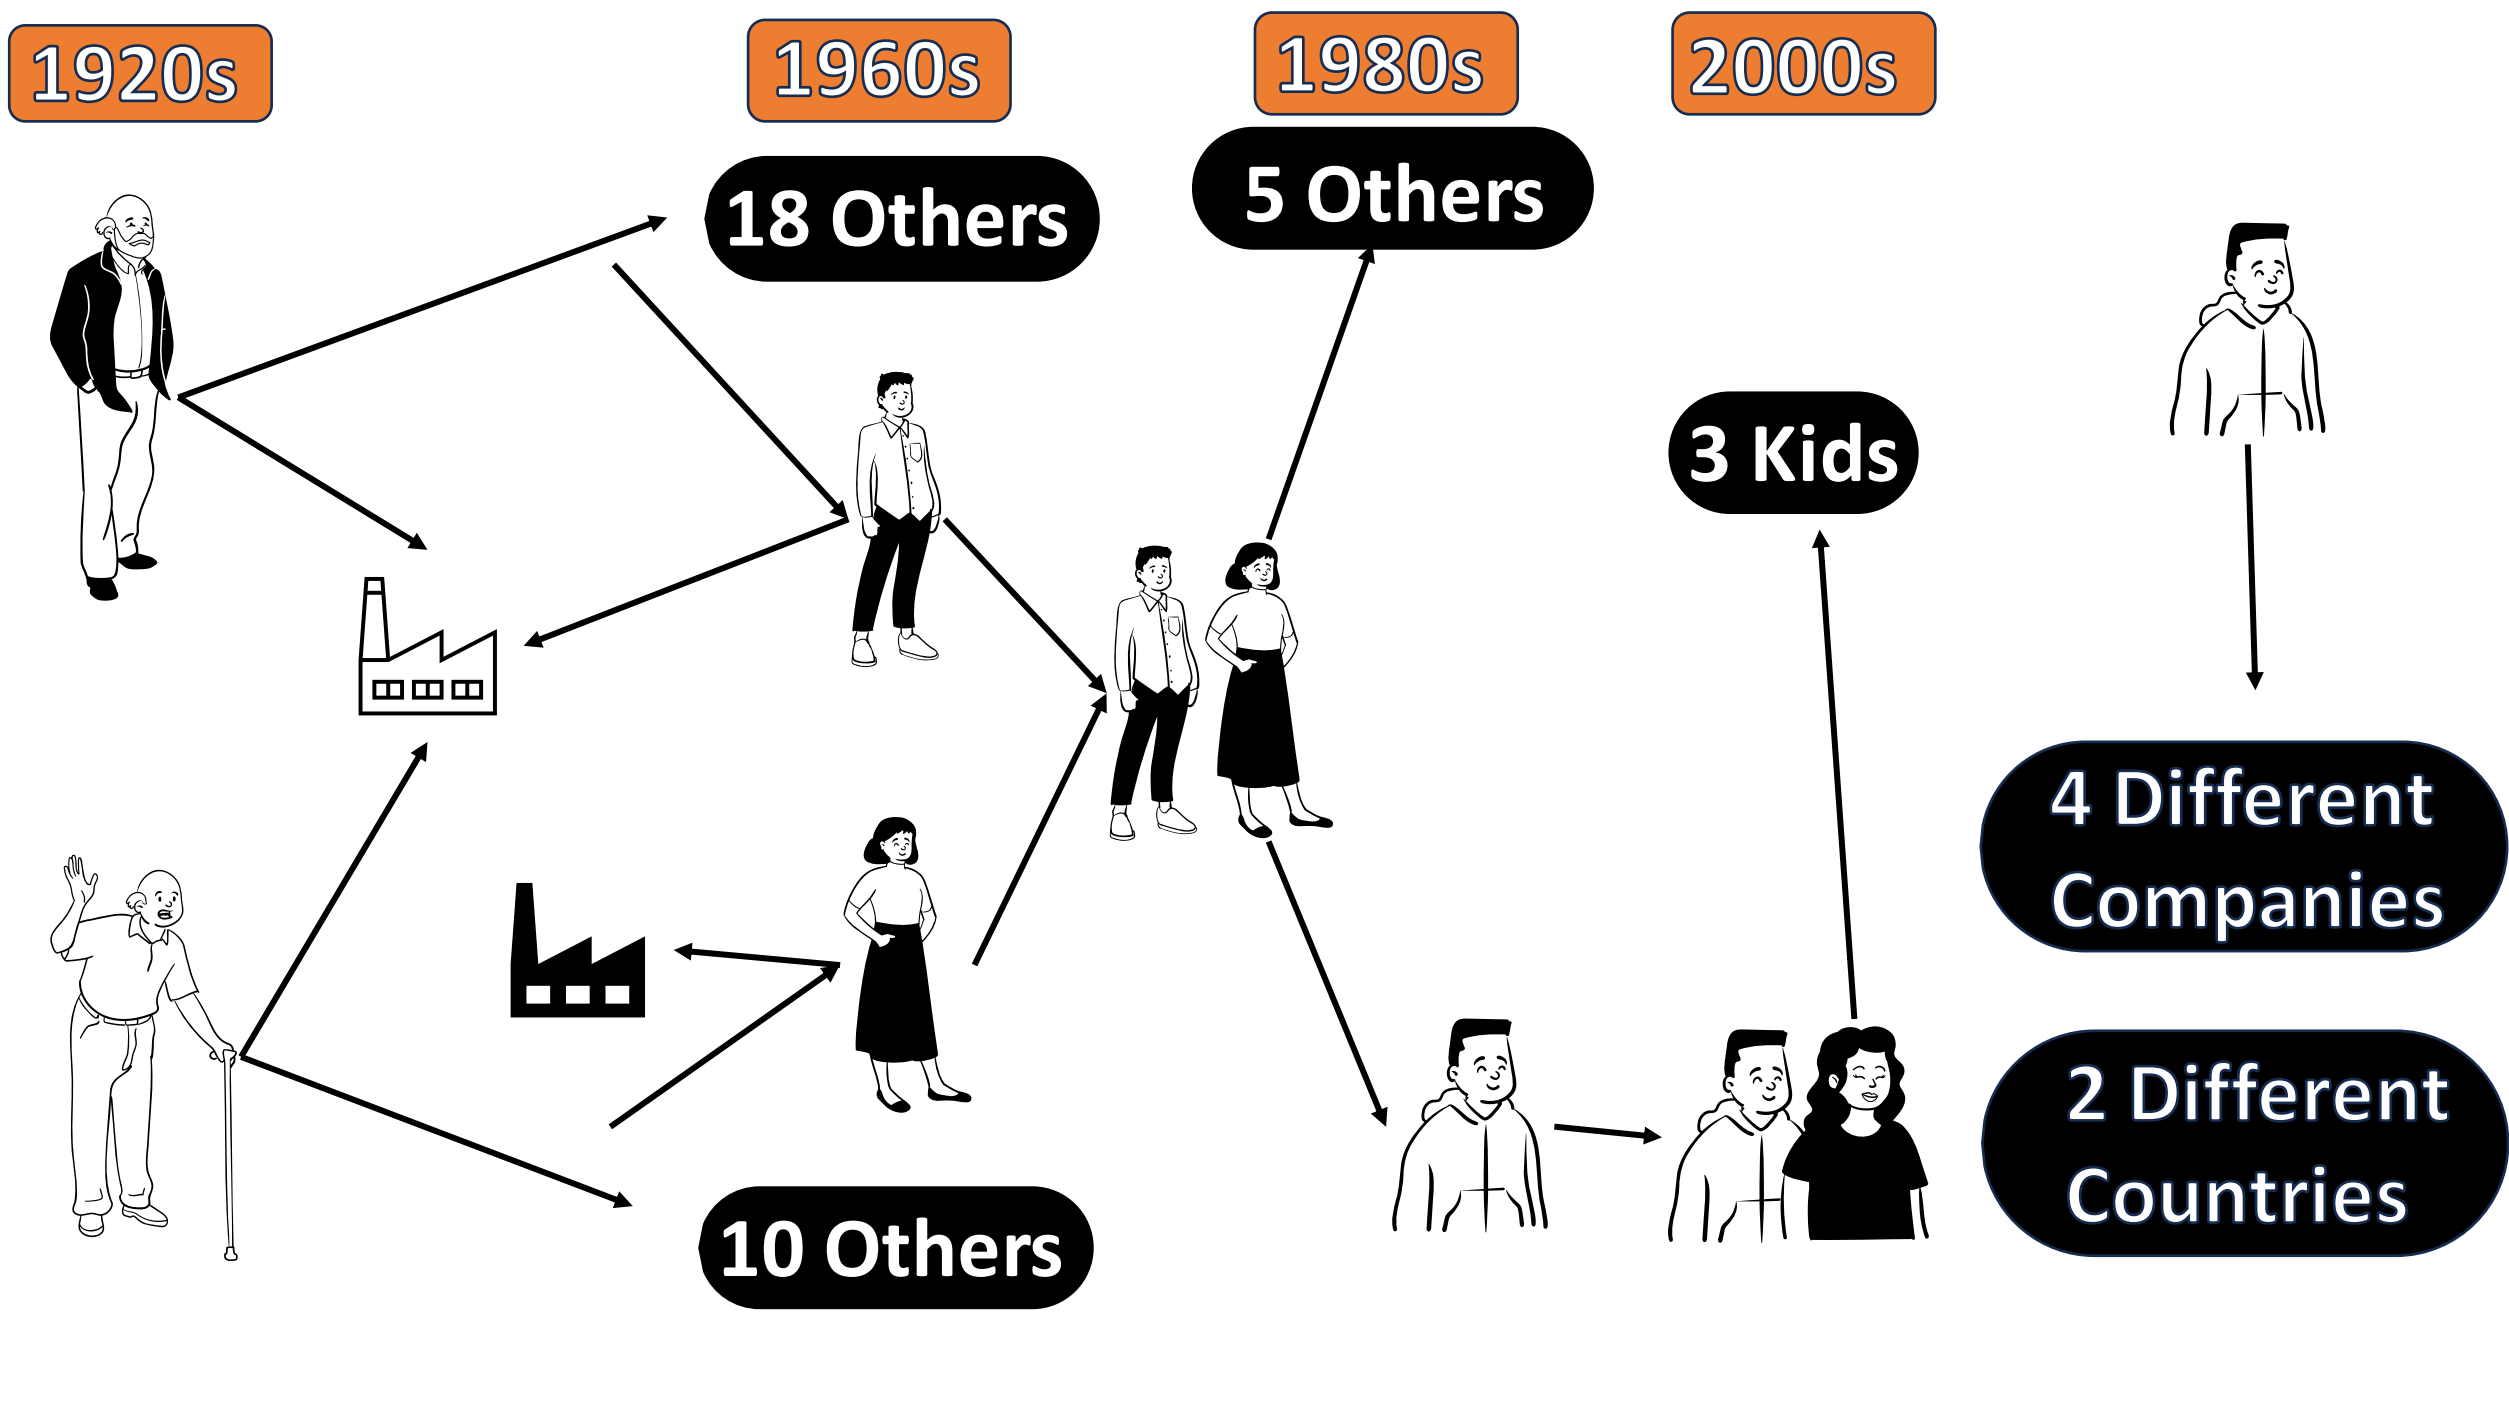 1920s
1960s
1980s
2000s
18 Others
5 Others
3 Kids
4 Different
Companies
2 Different
Countries
10 Others